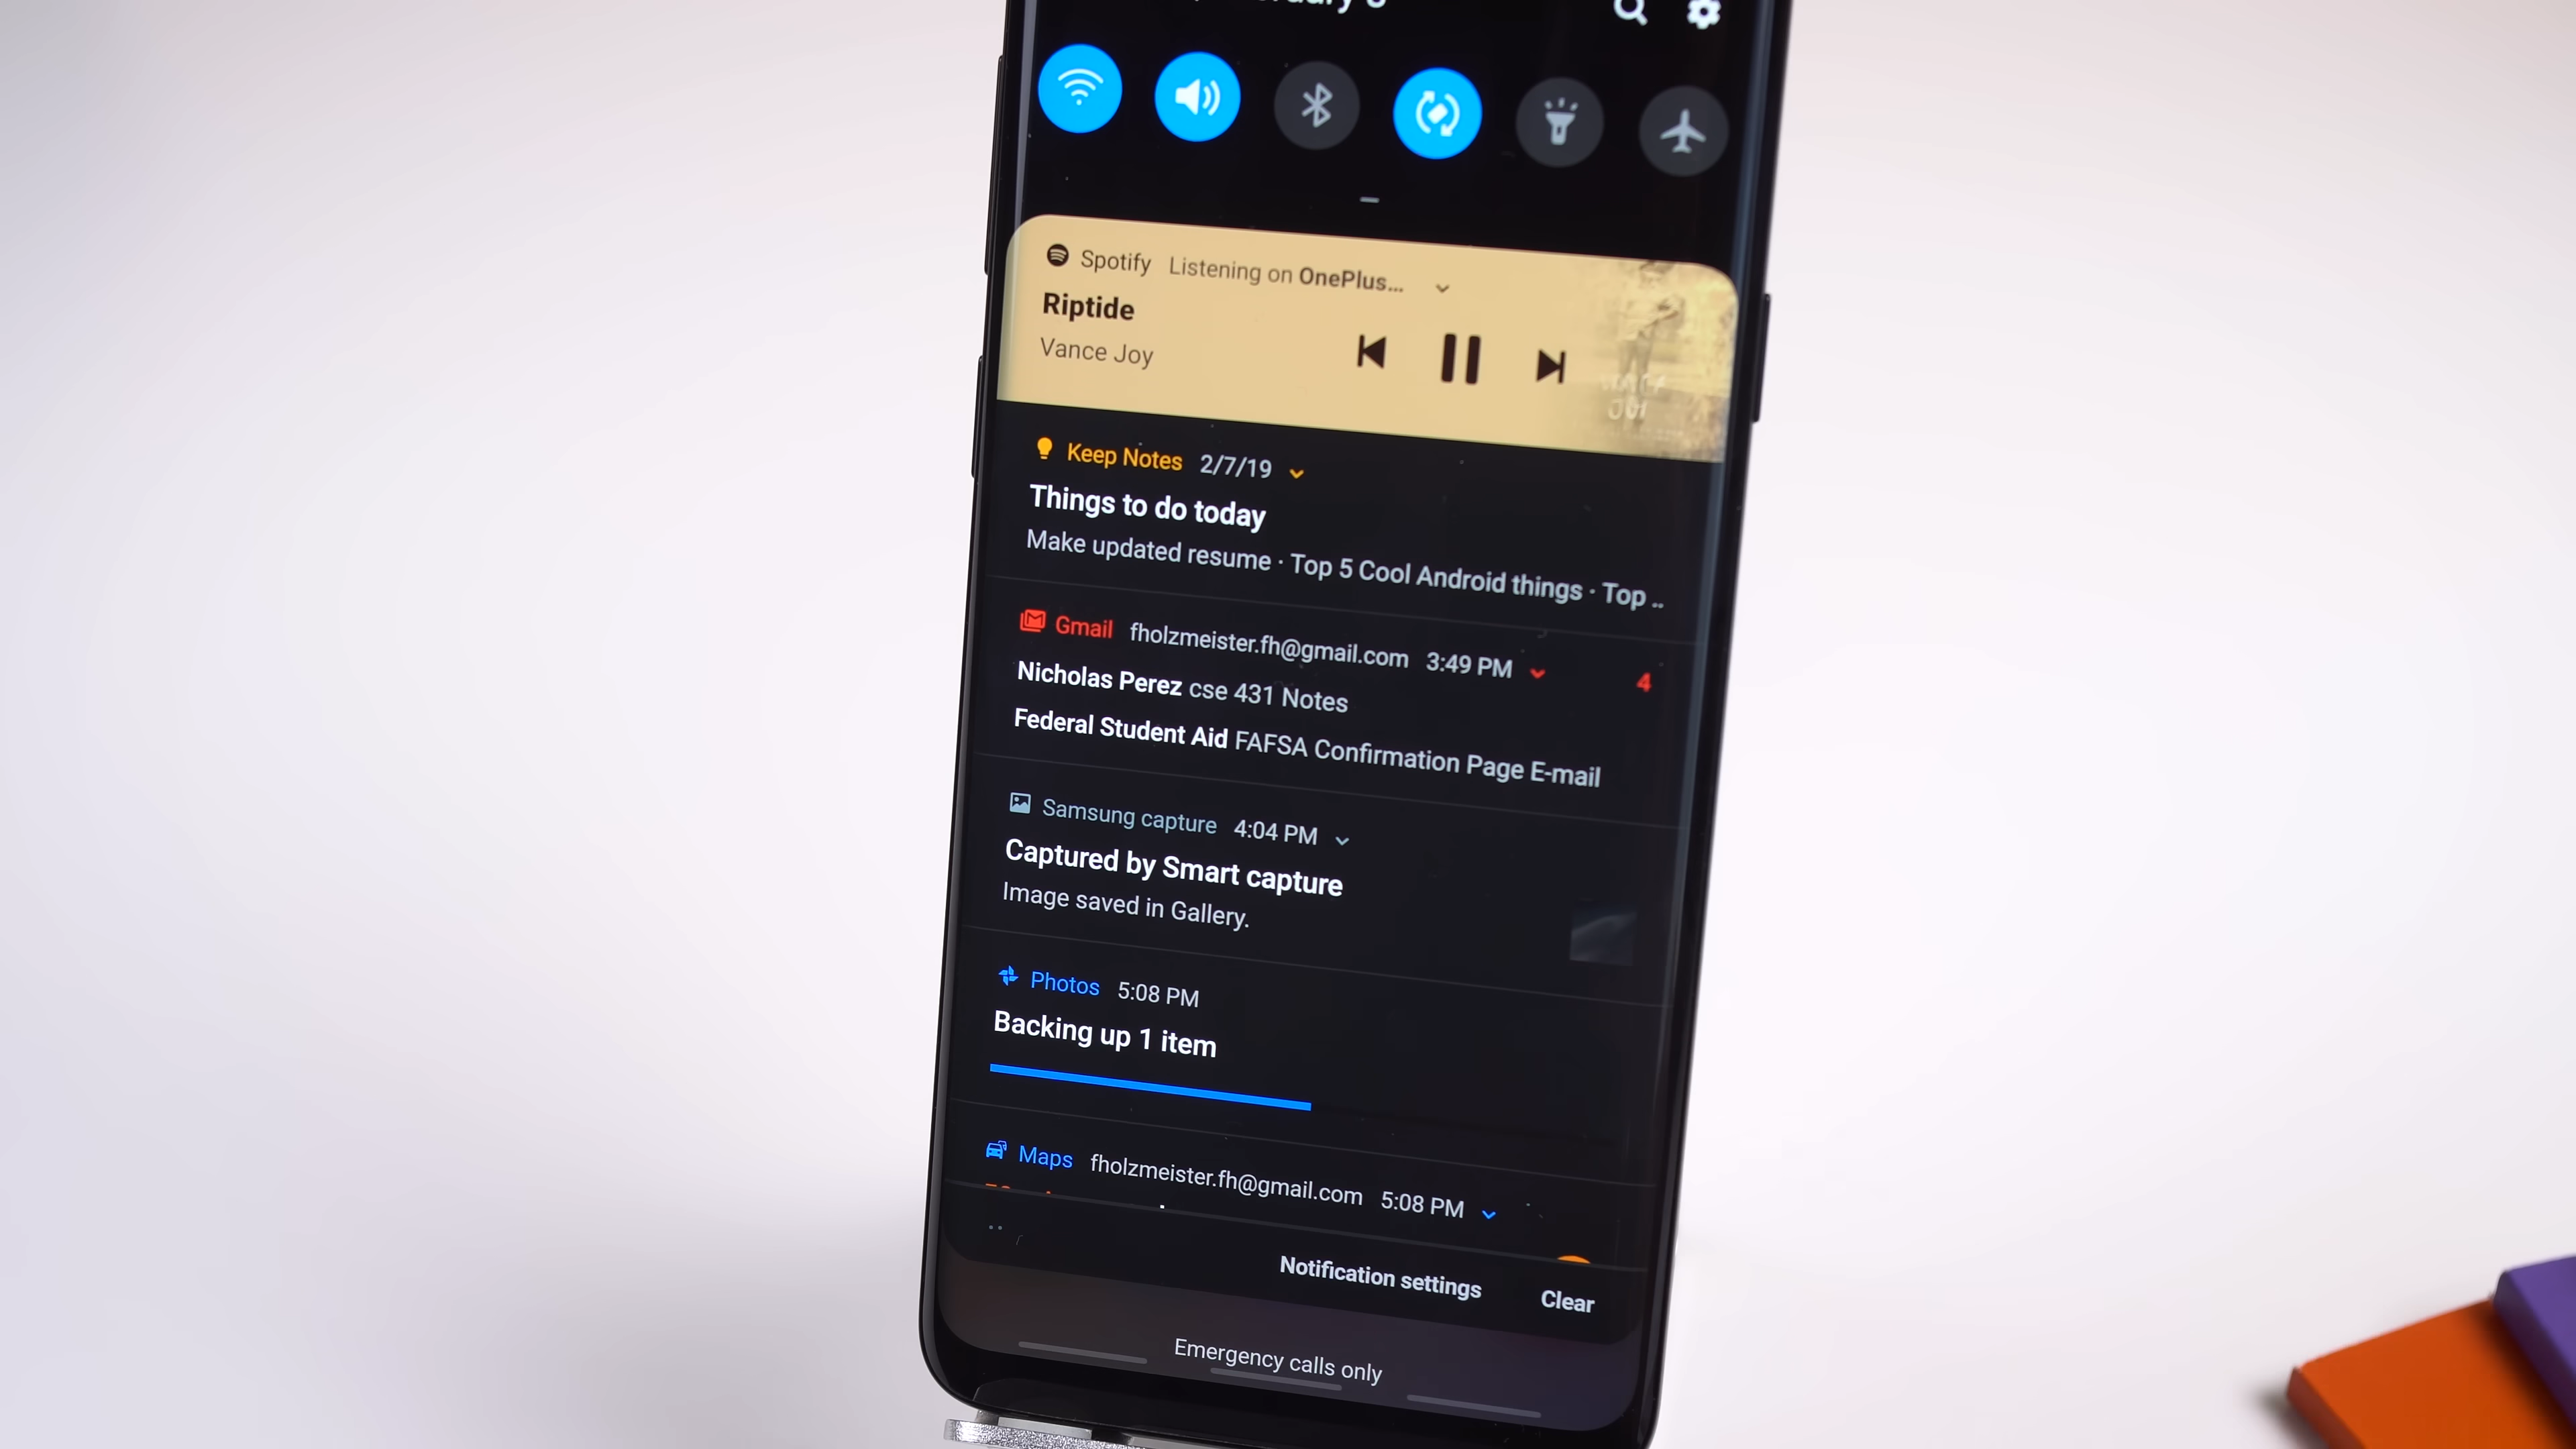 Spotify Listening on OnePlus...
Riptide
Vance Joy
Keep Notes 2/7/19
Things to do today
Make updated resume · Top 5 Cool Android things · Top ..
Gmail fholzmeister.fh@gmail.com 3:49 PM 4
Nicholas Perez cse 431 Notes
Federal Student Aid FAFSA Confirmation Page E-mail
Samsung capture 4:04 PM
Captured by Smart capture
Image saved in Gallery.
Photos 5:08 PM
Backing up 1 item
Maps fholzmeister.fh@gmail.com 5:08 PM
Notification settings Clear
Emergency calls only